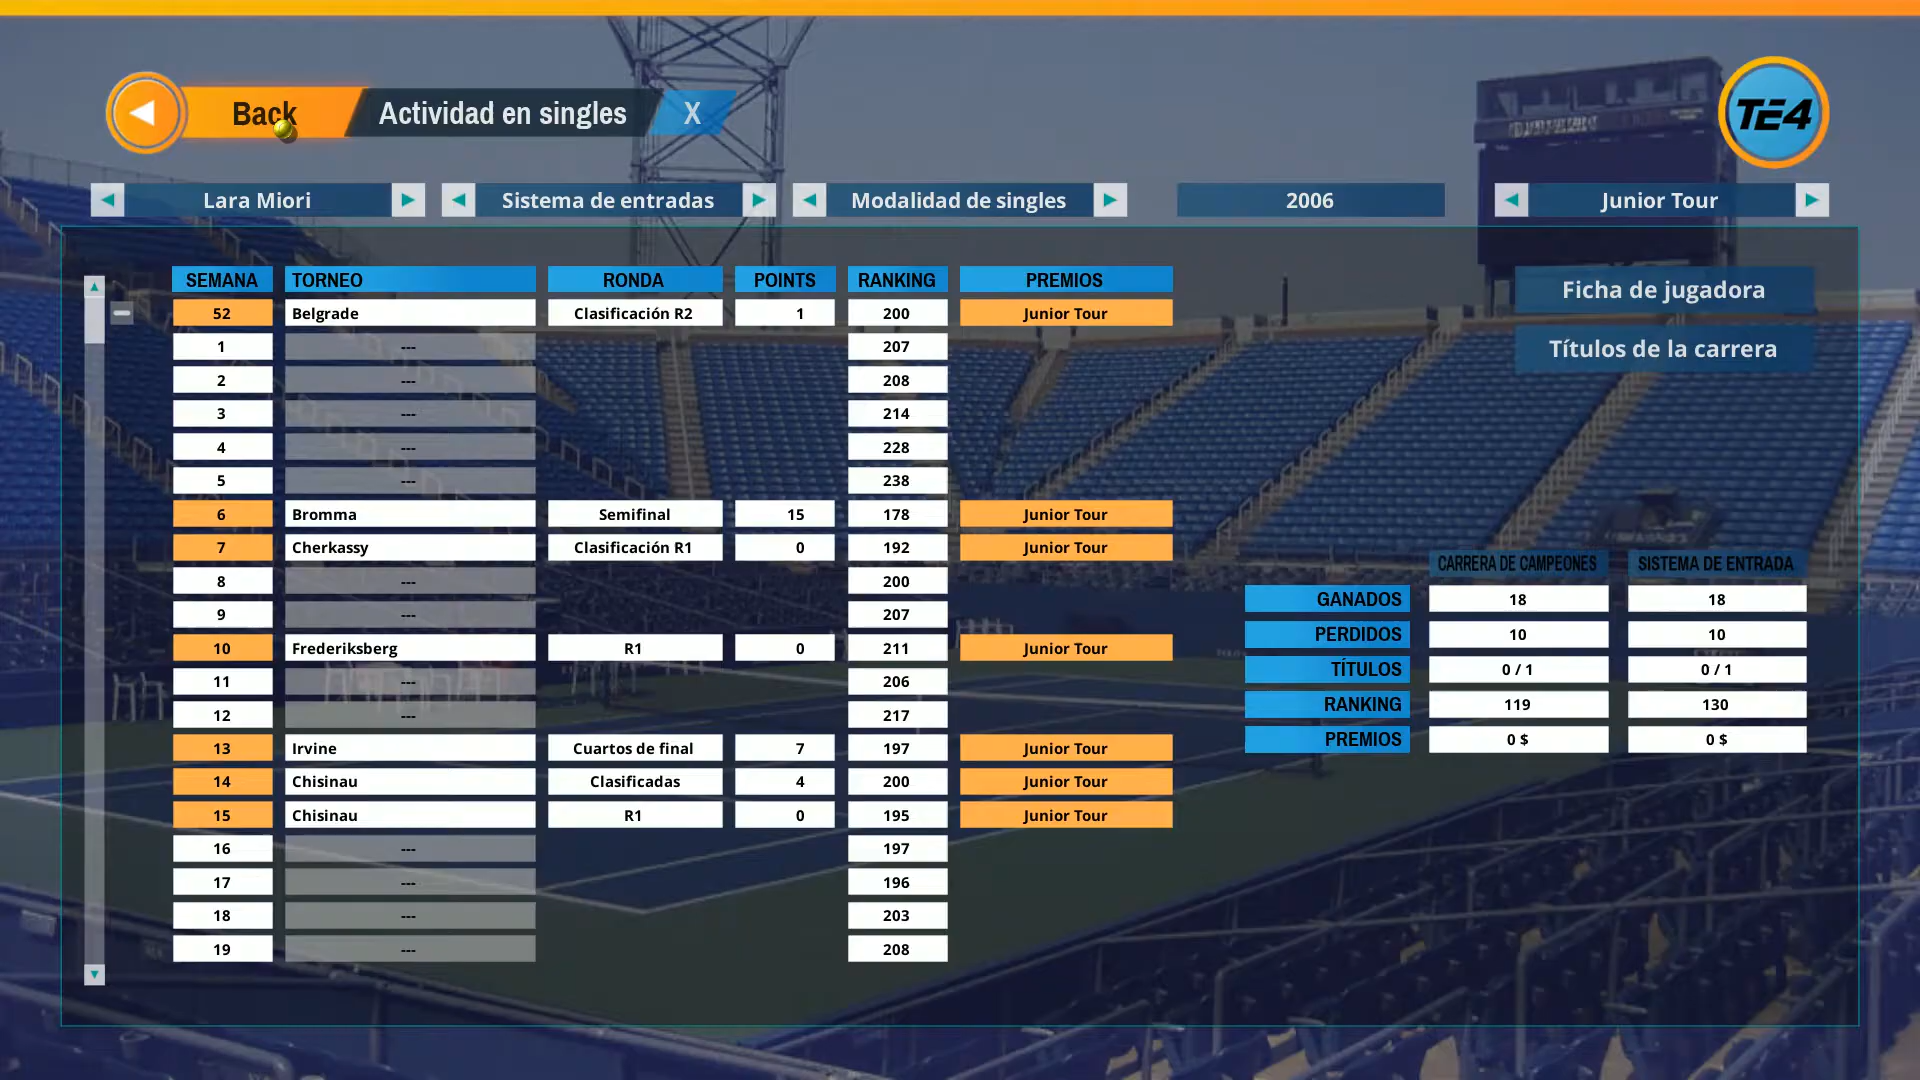 Back
Actividad en singles
X
TE4
Lara Miori
Sistema de entradas
Modalidad de singles
2006
Junior Tour
SEMANA TORNEO RONDA POINTS RANKING PREMIOS
52 Belgrade Clasificación R2 1 200 Junior Tour
1 --- 207
2 --- 208
3 --- 214
4 --- 228
5 --- 238
6 Bromma Semifinal 15 178 Junior Tour
7 Cherkassy Clasificación R1 0 192 Junior Tour
8 --- 200
9 --- 207
10 Frederiksberg R1 0 211 Junior Tour
11 --- 206
12 --- 217
13 Irvine Cuartos de final 7 197 Junior Tour
14 Chisinau Clasificadas 4 200 Junior Tour
15 Chisinau R1 0 195 Junior Tour
16 --- 197
17 --- 196
18 --- 203
19 --- 208
Ficha de jugadora
Títulos de la carrera
CARRERA DE CAMPEONES SISTEMA DE ENTRADA
GANADOS 18 18
PERDIDOS 10 10
TÍTULOS 0 / 1 0 / 1
RANKING 119 130
PREMIOS 0 $ 0 $